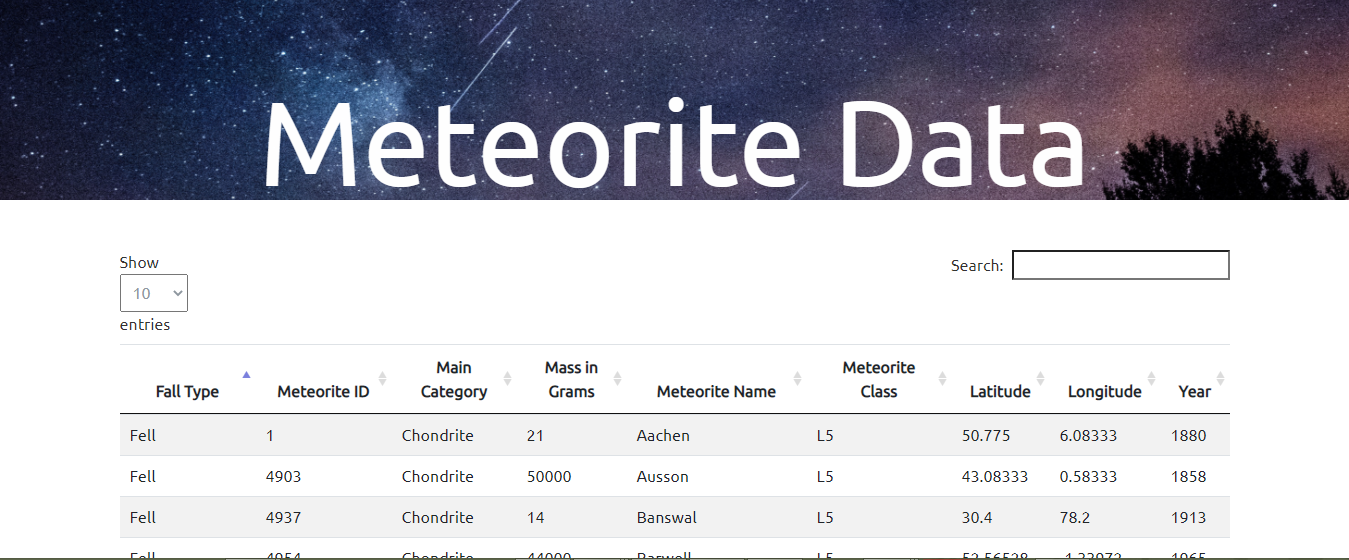 Meteorite Data
Show
10
entries
Search:
Fall Type Meteorite ID Main Category Mass in Grams Meteorite Name Meteorite Class Latitude Longitude Year
Fell 1 Chondrite 21 Aachen L5 50.775 6.08333 1880
Fell 4903 Chondrite 50000 Ausson L5 43.08333 0.58333 1858
Fell 4937 Chondrite 14 Banswal L5 30.4 78.2 1913
Fell 4954 Chondrite 44000 Barwell L5 52.56528 -1.33972 1965